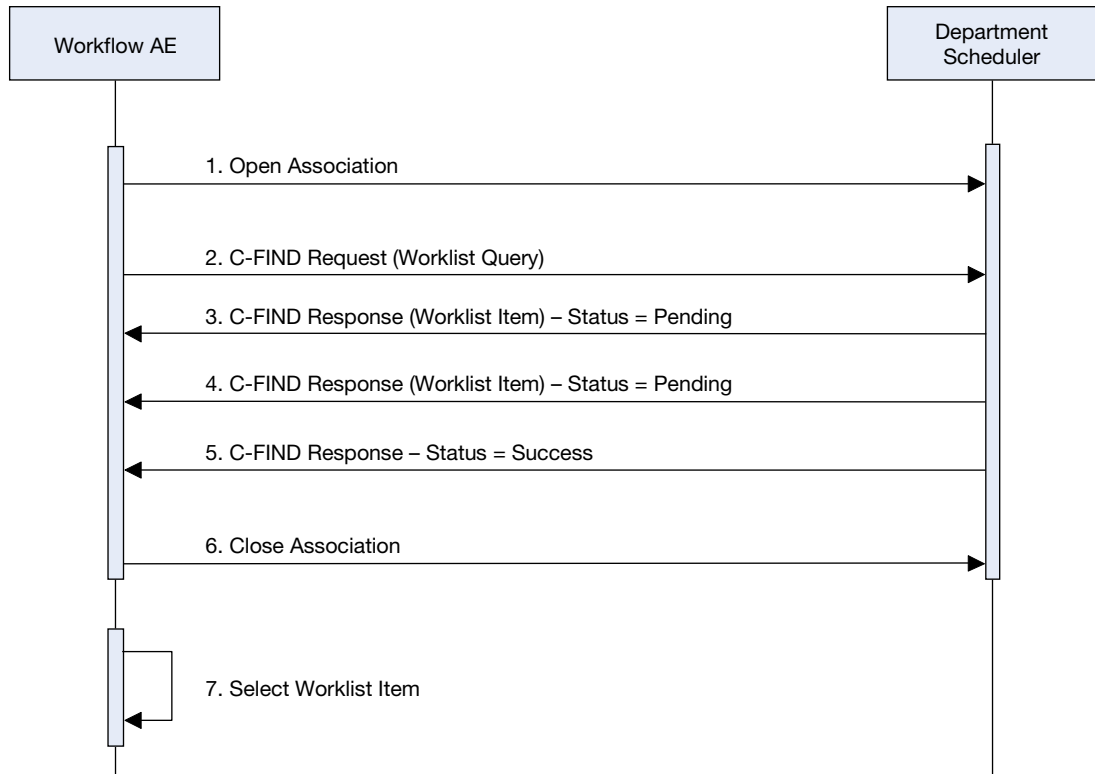 Workflow AE
Department
Scheduler
1. Open Association
2. C-FIND Request (Worklist Query)
3. C-FIND Response (Worklist Item) – Status = Pending
4. C-FIND Response (Worklist Item) – Status = Pending
5. C-FIND Response – Status = Success
6. Close Association
7. Select Worklist Item